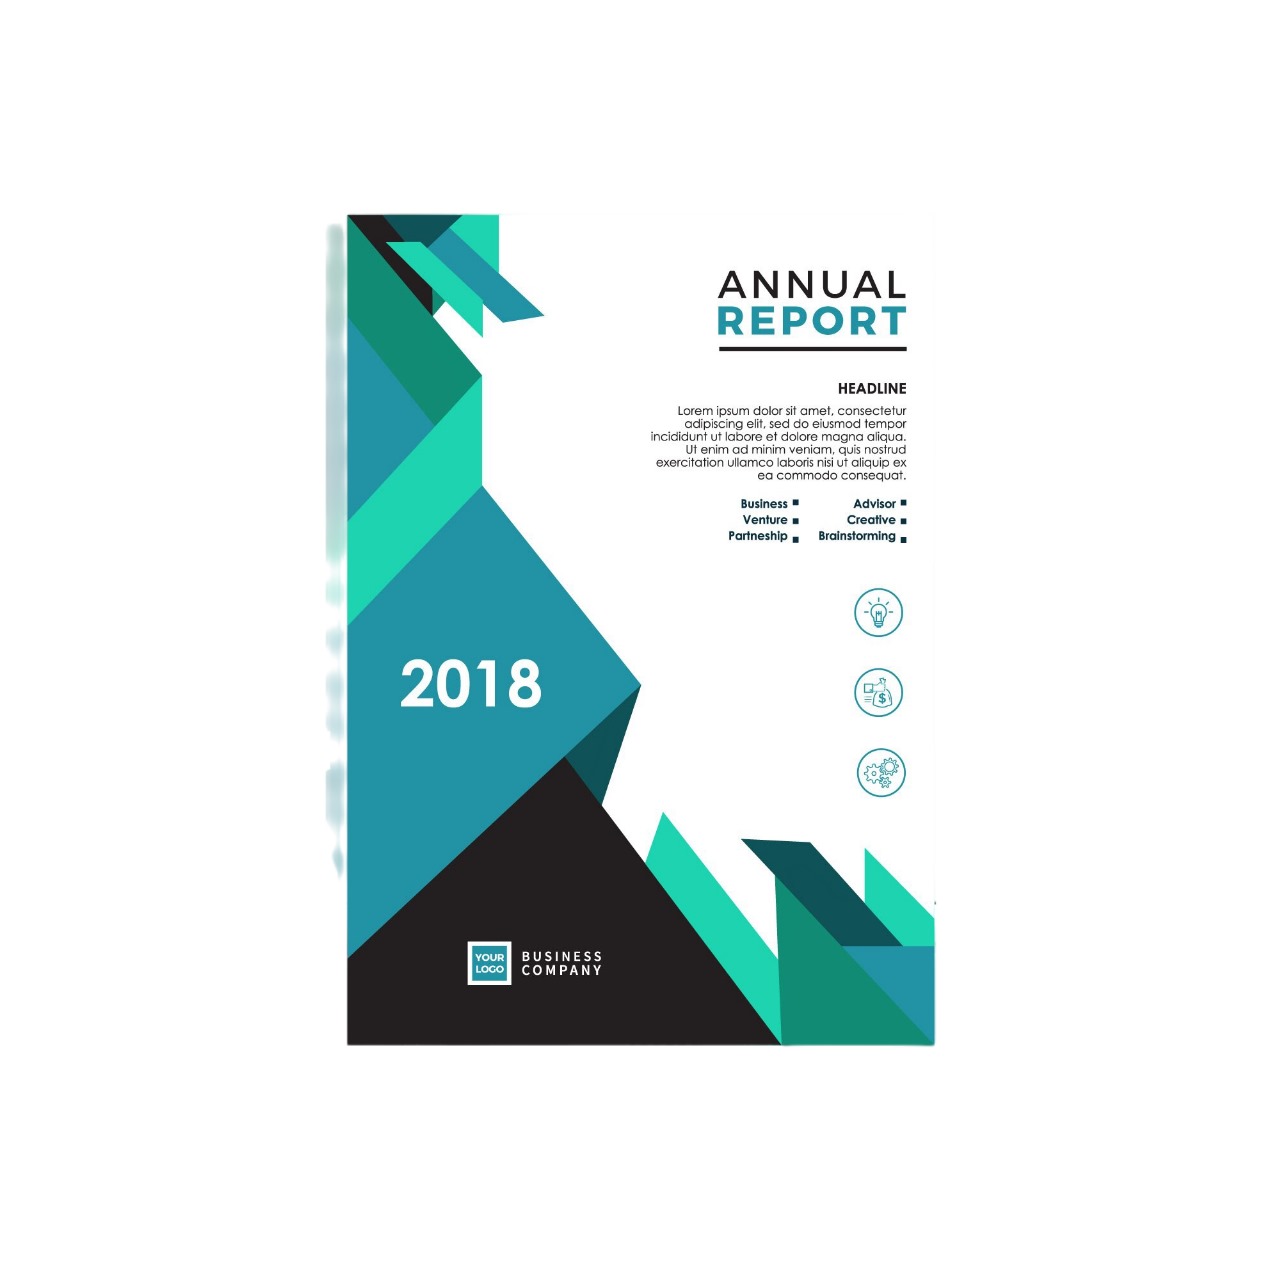 ANNUAL
REPORT
HEADLINE
Lorem ipsum dolor sit amet, consectetur
adipiscing elit, sed do eiusmod tempor
incididunt ut labore et dolore magna aliqua.
Ut enim ad minim veniam, quis nostrud
exercitation ullamco laboris nisi ut aliquip ex
ea commodo consequat.
Business
Venture
Partneship
Advisor
Creative
Brainstorming
$
2018
YOUR
LOGO
BUSINESS
COMPANY